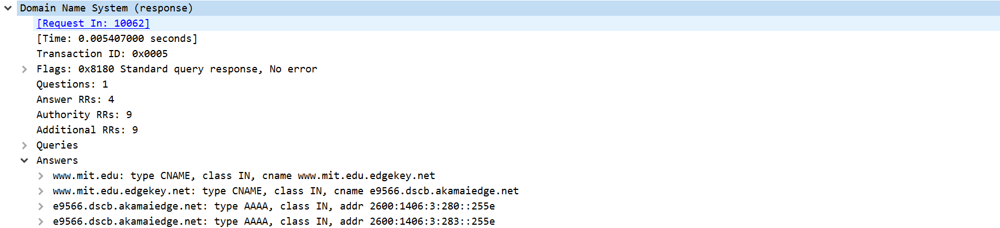 Domain Name System (response)
[Request In: 10062]
[Time: 0.005407000 seconds]
Transaction ID: 0x0005
Flags: 0x8180 Standard query response, No error
Questions: 1
Answer RRs: 4
Authority RRs: 9
Additional RRs: 9
Queries
Answers
www.mit.edu: type CNAME, class IN, cname www.mit.edu.edgekey.net
www.mit.edu.edgekey.net: type CNAME, class IN, cname e9566.dscb.akamaiedge.net
e9566.dscb.akamaiedge.net: type AAAA, class IN, addr 2600:1406:3:280::255e
e9566.dscb.akamaiedge.net: type AAAA, class IN, addr 2600:1406:3:283::255e